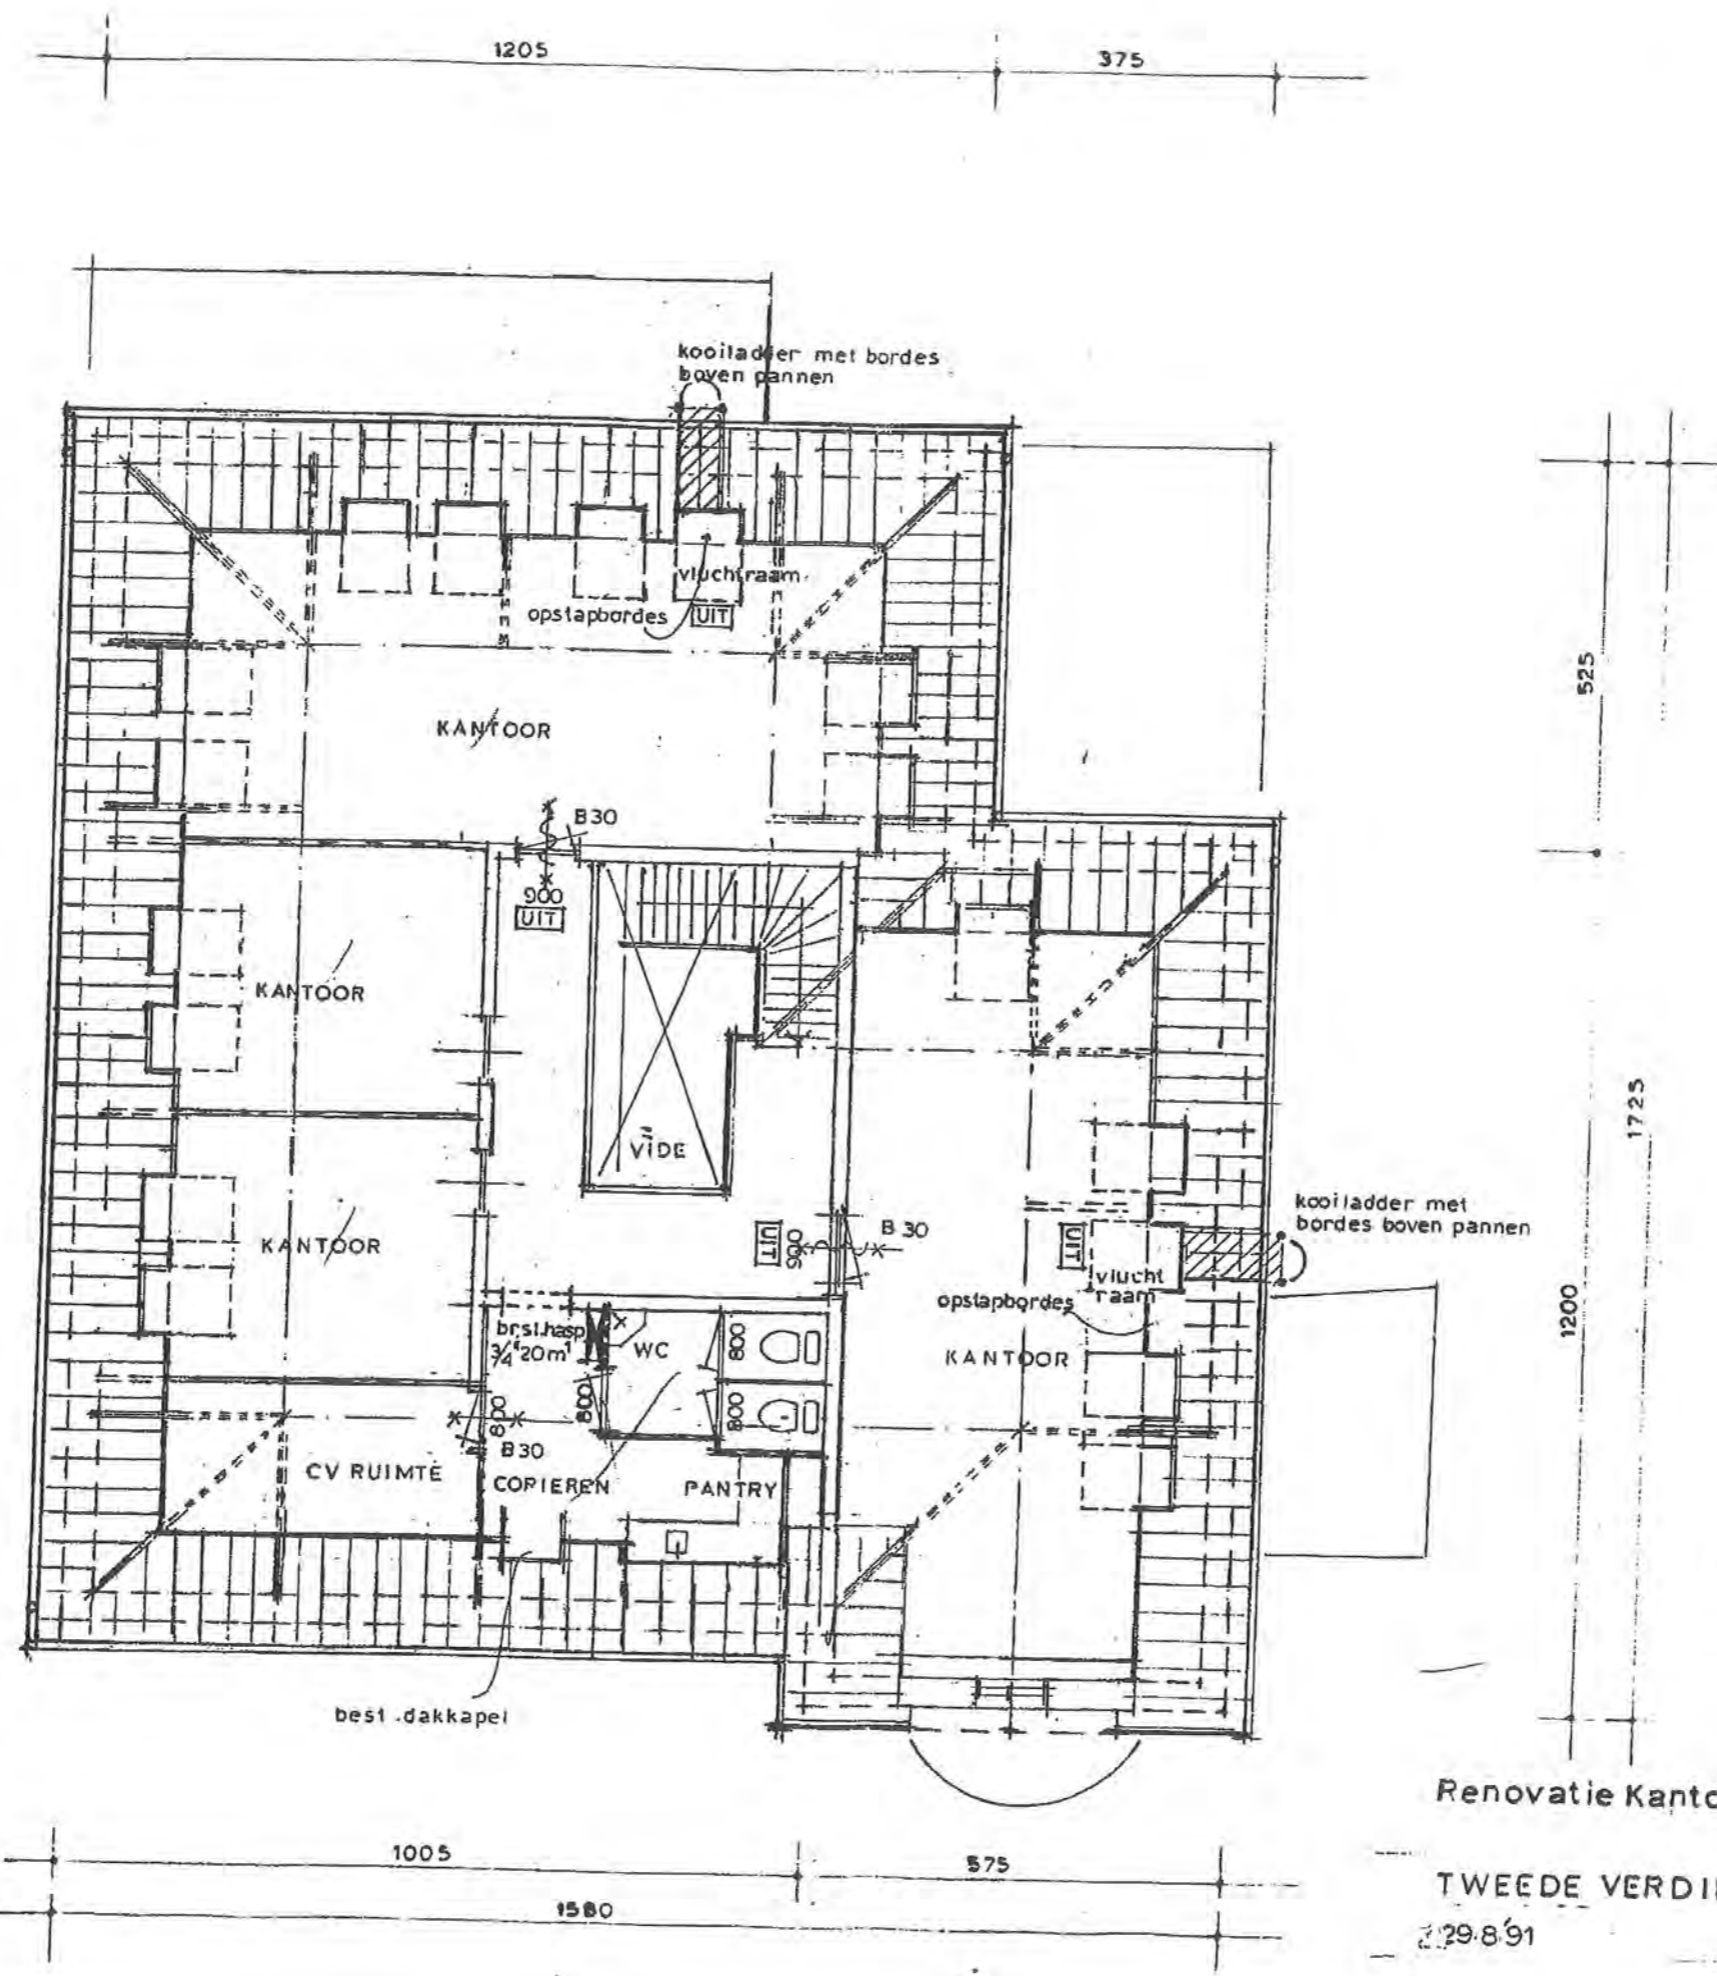 1205
375
kooiladder met bordes
boven pannen
vluchtraam
opstapbordes
UIT
KANTOOR
525
B30
900
UIT
KANTOOR
VIDE
1725
kooiladder met
bordes boven pannen
UIT
900
B 30
UIT
KANTOOR
vlucht
raam
opstapbordes
1200
br.sl.hasp
3/4" 20m¹
WC
800
KANTOOR
800
800
800
B30
CV RUIMTE
COPIEREN
PANTRY
best. dakkapel
Renovatie Kanto
1005
575
TWEEDE VERDI
1580
29.8.'91